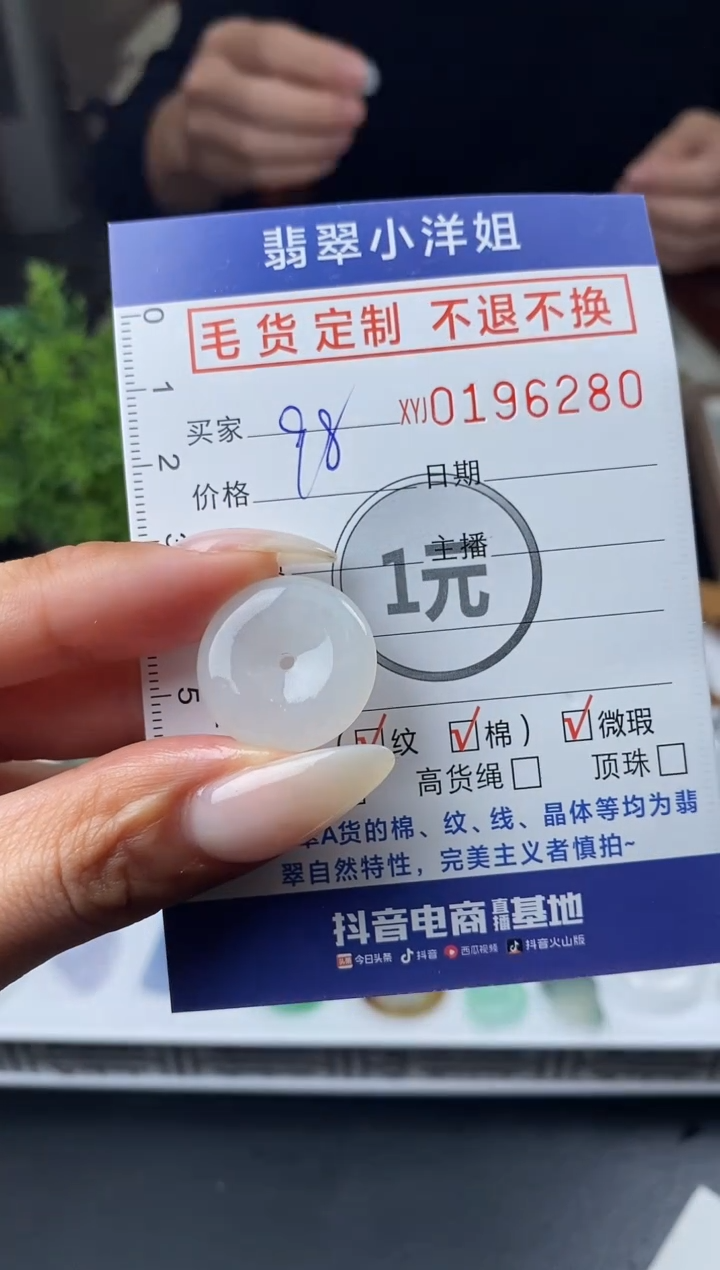 翡翠小洋姐
毛货定制 不退不换
买家 98 XYJ0196280
价格 日期
主播
1元
0
1
2
3
5
纹 棉) 微瑕
高货绳 顶珠
翠A货的棉、纹、线、晶体等均为翡
翠自然特性，完美主义者慎拍~
抖音电商直播基地
头条 今日头条 抖音 西瓜视频 抖音火山版